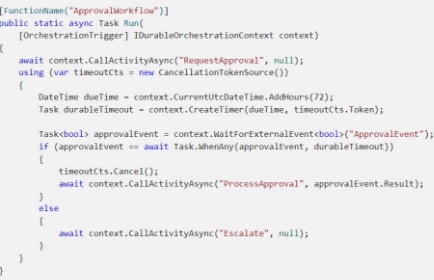 [FunctionName("ApprovalWorkflow")]
public static async Task Run(
[OrchestrationTrigger] IDurableOrchestrationContext context)
{
await context.CallActivityAsync("RequestApproval", null);
using (var timeoutCts = new CancellationTokenSource())
{
DateTime dueTime = context.CurrentUtcDateTime.AddHours(72);
Task durableTimeout = context.CreateTimer(dueTime, timeoutCts.Token);
Task<bool> approvalEvent = context.WaitForExternalEvent<bool>("ApprovalEvent");
if (approvalEvent == await Task.WhenAny(approvalEvent, durableTimeout))
{
timeoutCts.Cancel();
await context.CallActivityAsync("ProcessApproval", approvalEvent.Result);
}
else
{
await context.CallActivityAsync("Escalate", null);
}
}
}